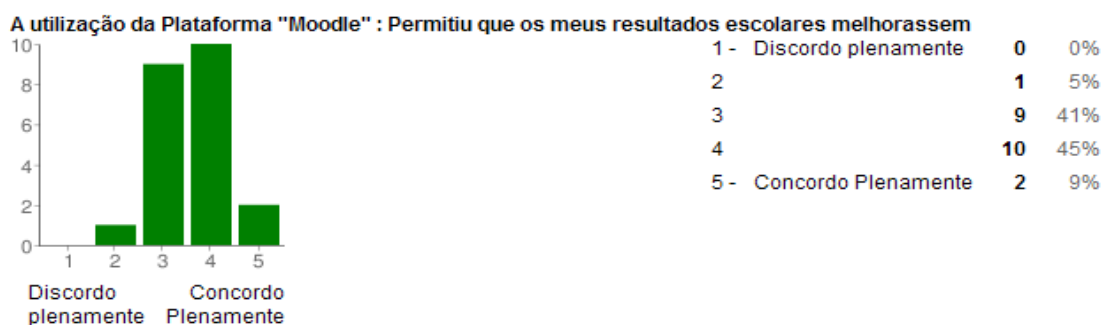 A utilização da Plataforma "Moodle" : Permitiu que os meus resultados escolares melhorassem
10
8
6
4
2
0
1 2 3 4 5
Discordo plenamente
Concordo Plenamente
1 - Discordo plenamente 0 0%
2 1 5%
3 9 41%
4 10 45%
5 - Concordo Plenamente 2 9%